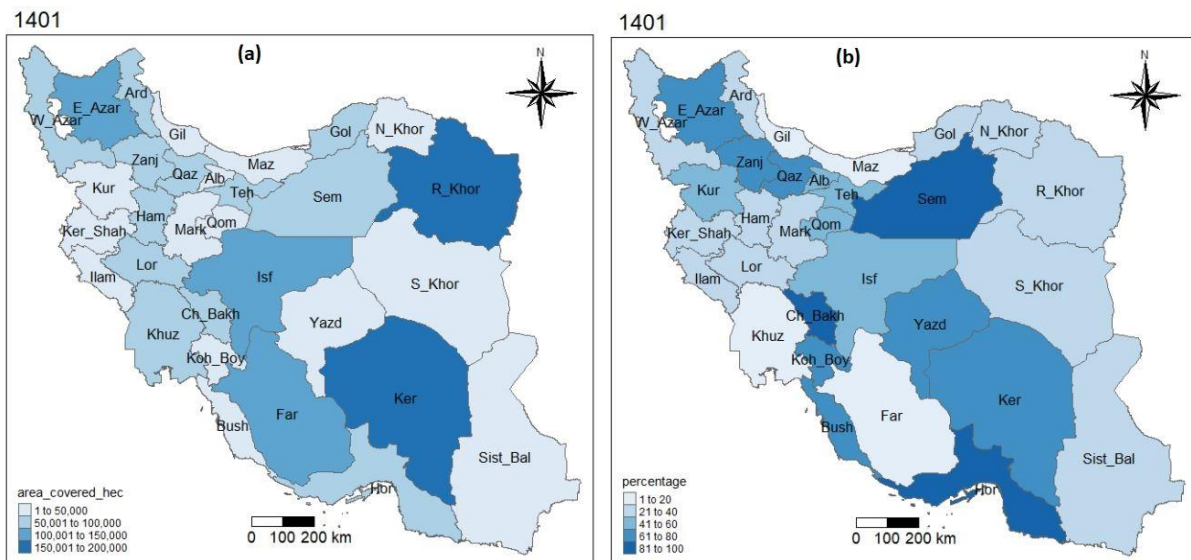 1401
(a)
N
Ard
E_Azar
W_Azar
Gil
Gol
N_Khor
Maz
Zanj
Qaz
Alb
Teh
Sem
R_Khor
Kur
Ham
Mark
Qom
Ker_Shah
Lor
Isf
Ilam
S_Khor
Ch_Bakh
Yazd
Khuz
Koh_Boy
Ker
Far
Bush
Sist_Bal
Hor
area_covered_hec
1 to 50,000
50,001 to 100,000
100,001 to 150,000
150,001 to 200,000
0 100 200 km
1401
(b)
N
Ard
E_Azar
W_Azar
Gil
Gol
N_Khor
Maz
Zanj
Qaz
Alb
Teh
Sem
R_Khor
Kur
Ham
Mark
Qom
Ker_Shah
Lor
Isf
Ilam
S_Khor
Ch_Bakh
Yazd
Khuz
Koh_Boy
Ker
Far
Bush
Sist_Bal
Hor
percentage
1 to 20
21 to 40
41 to 60
61 to 80
81 to 100
0 100 200 km